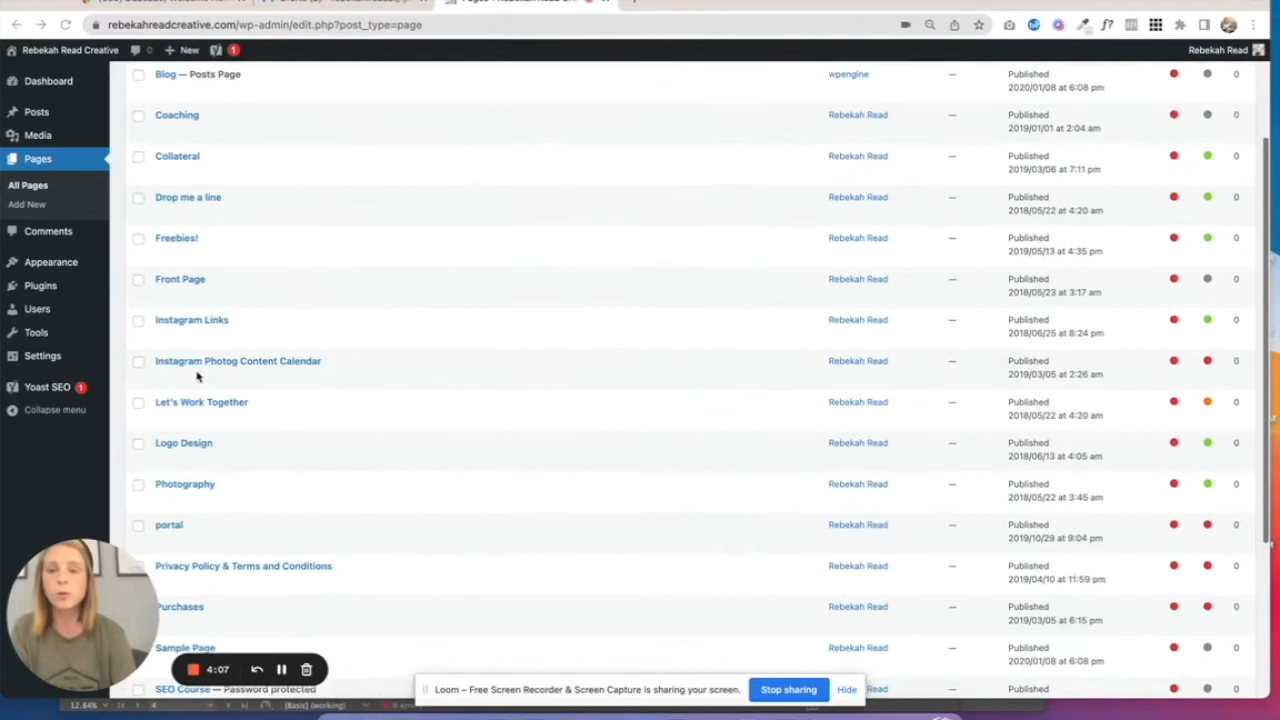 rebekahreadcreative.com/wp-admin/edit.php?post_type=page
Rebekah Read Creative 0 + New 1 Rebekah Read
Dashboard
Posts
Media
Pages
All Pages
Add New
Comments
Appearance
Plugins
Users
Tools
Settings
Yoast SEO 1
Collapse menu
Blog — Posts Page wpengine — Published
2020/01/08 at 6:08 pm 0
Coaching Rebekah Read — Published
2019/01/01 at 2:04 am 0
Collateral Rebekah Read — Published
2019/03/06 at 7:11 pm 0
Drop me a line Rebekah Read — Published
2018/05/22 at 4:20 am 0
Freebies! Rebekah Read — Published
2019/05/13 at 4:35 pm 0
Front Page Rebekah Read — Published
2018/05/23 at 3:17 am 0
Instagram Links Rebekah Read — Published
2018/06/25 at 8:24 pm 0
Instagram Photog Content Calendar Rebekah Read — Published
2019/03/05 at 2:26 am 0
Let's Work Together Rebekah Read — Published
2018/05/22 at 4:20 am 0
Logo Design Rebekah Read — Published
2018/06/13 at 4:05 am 0
Photography Rebekah Read — Published
2018/05/22 at 3:45 am 0
portal Rebekah Read — Published
2019/10/29 at 9:04 pm 0
Privacy Policy & Terms and Conditions Rebekah Read — Published
2019/04/10 at 11:59 pm 0
Purchases Rebekah Read — Published
2019/03/05 at 6:15 pm 0
Sample Page Rebekah Read — Published
2020/01/08 at 6:08 pm 0
SEO Course — Password protected Read — Published 0
4:07
Loom – Free Screen Recorder & Screen Capture is sharing your screen. Stop sharing Hide
12.84% 4 [Basic] (working)